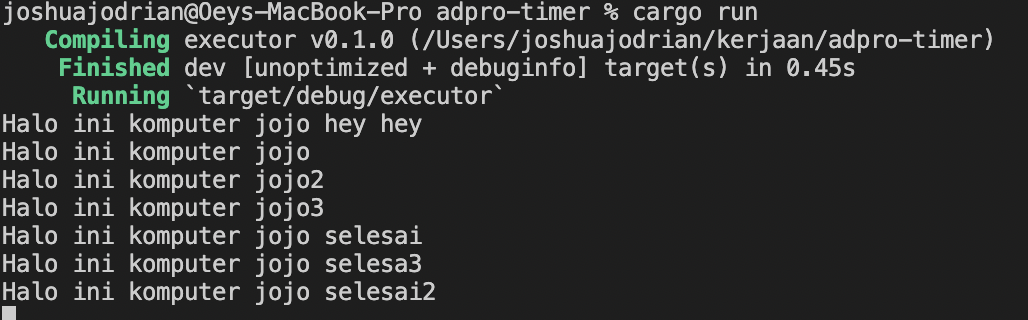 joshuajodrian@Oeys-MacBook-Pro adpro-timer % cargo run
Compiling executor v0.1.0 (/Users/joshuajodrian/kerjaan/adpro-timer)
Finished dev [unoptimized + debuginfo] target(s) in 0.45s
Running `target/debug/executor`
Halo ini komputer jojo hey hey
Halo ini komputer jojo
Halo ini komputer jojo2
Halo ini komputer jojo3
Halo ini komputer jojo selesai
Halo ini komputer jojo selesa3
Halo ini komputer jojo selesai2